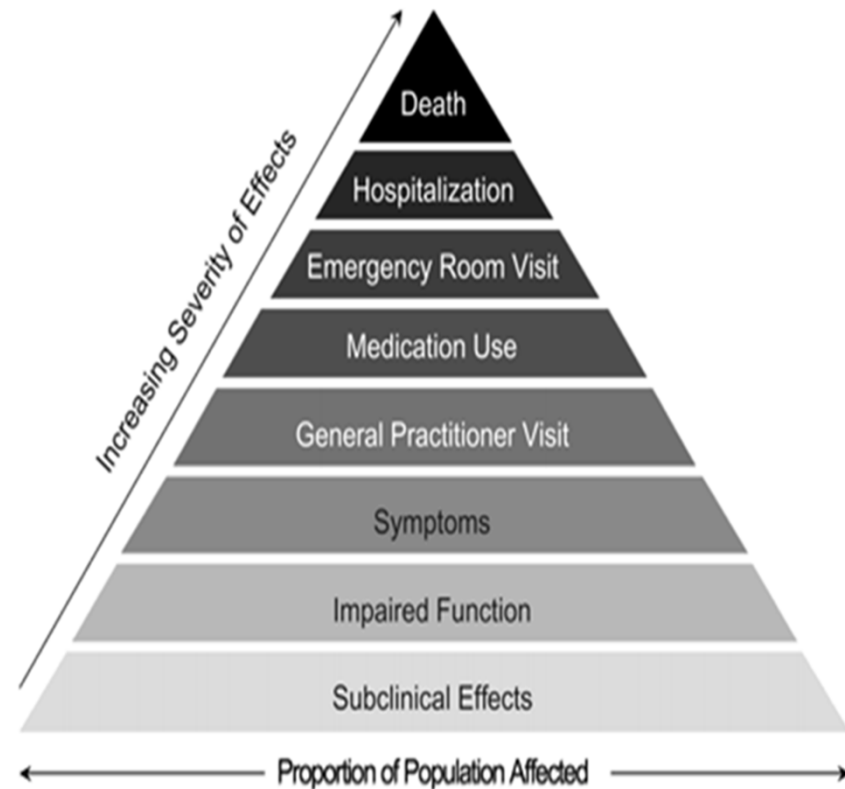 Increasing Severity of Effects
Death
Hospitalization
Emergency Room Visit
Medication Use
General Practitioner Visit
Symptoms
Impaired Function
Subclinical Effects
Proportion of Population Affected